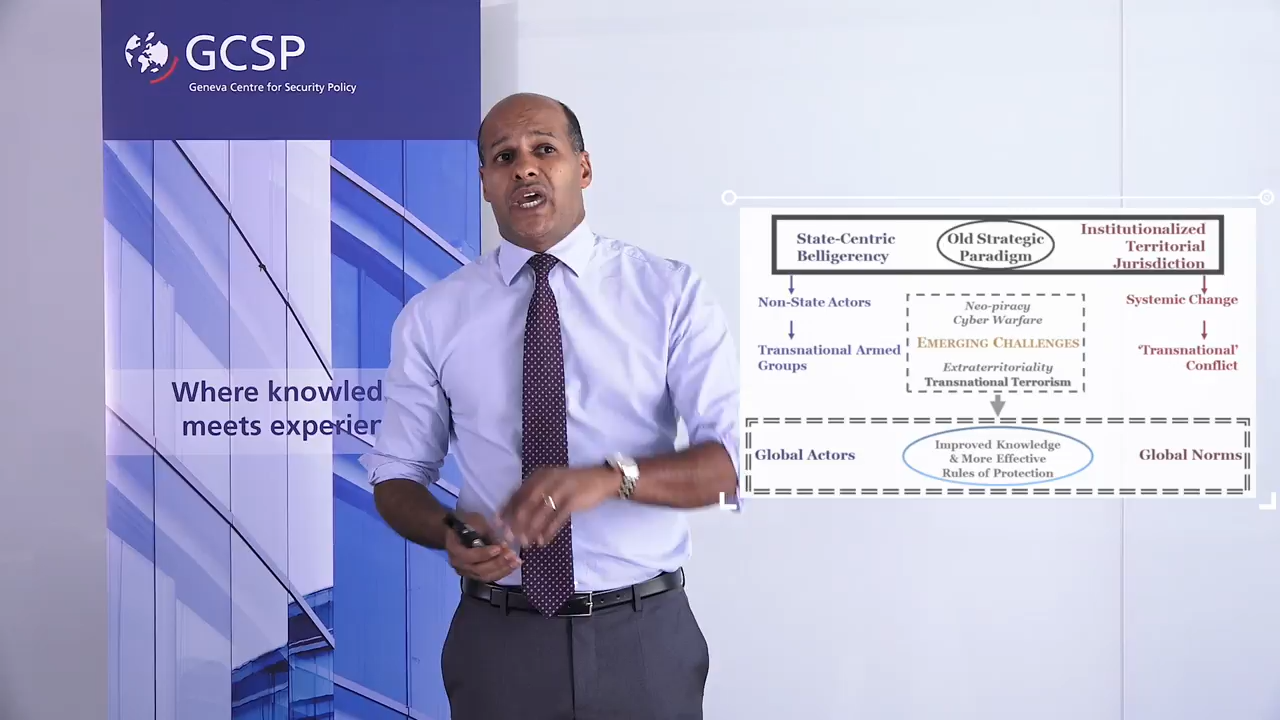 GCSP
Geneva Centre for Security Policy
Where knowled
meets experien
State-Centric
Belligerency
Old Strategic
Paradigm
Institutionalized
Territorial
Jurisdiction
Non-State Actors
Transnational Armed
Groups
Neo-piracy
Cyber Warfare
EMERGING CHALLENGES
Extraterritoriality
Transnational Terrorism
Systemic Change
‘Transnational’
Conflict
Global Actors
Improved Knowledge
& More Effective
Rules of Protection
Global Norms